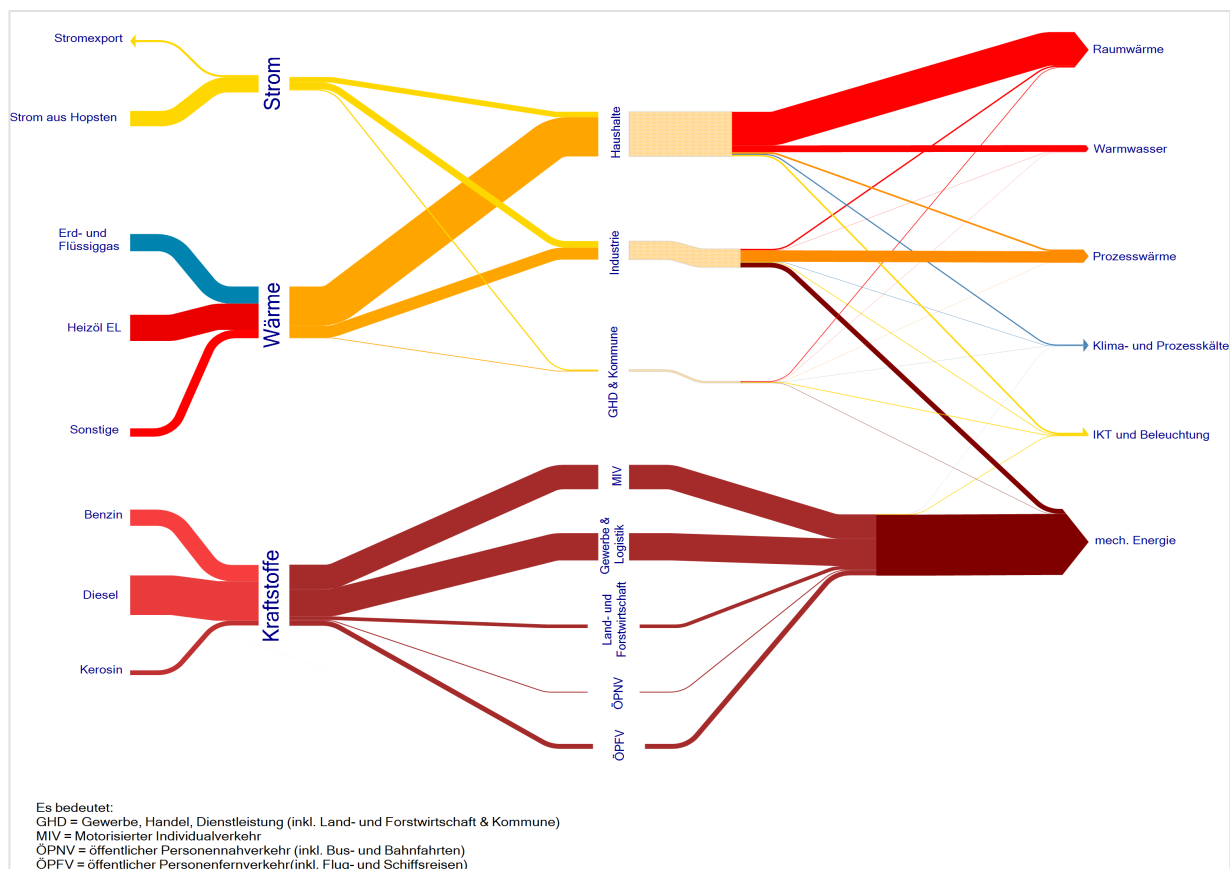 Stromexport
Strom aus Hopsten
Erd- und
Flüssiggas
Heizöl EL
Sonstige
Benzin
Diesel
Kerosin
Strom
Wärme
Kraftstoffe
Haushalte
Industrie
GHD & Kommune
MIV
Gewerbe &
Logistik
Land- und
Forstwirtschaft
ÖPNV
ÖPFV
Raumwärme
Warmwasser
Prozesswärme
Klima- und Prozesskälte
IKT und Beleuchtung
mech. Energie
Es bedeutet:
GHD = Gewerbe, Handel, Dienstleistung (inkl. Land- und Forstwirtschaft & Kommune)
MIV = Motorisierter Individualverkehr
ÖPNV = öffentlicher Personennahverkehr (inkl. Bus- und Bahnfahrten)
ÖPFV = öffentlicher Personenfernverkehr(inkl. Flug- und Schiffsreisen)